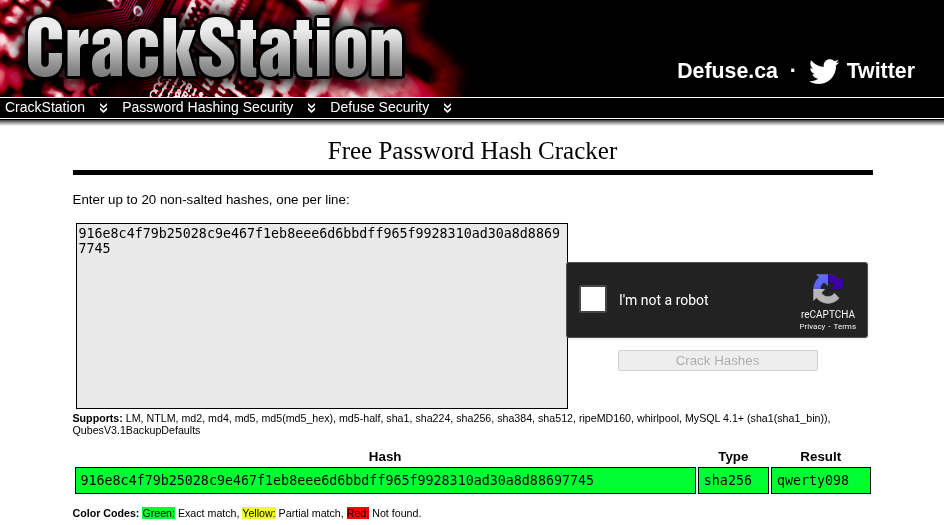 CrackStation
Defuse.ca · Twitter
CrackStation Password Hashing Security Defuse Security
Free Password Hash Cracker
Enter up to 20 non-salted hashes, one per line:
916e8c4f79b25028c9e467f1eb8eee6d6bbdff965f9928310ad30a8d8869
7745
I'm not a robot
reCAPTCHA
Privacy - Terms
Crack Hashes
Supports: LM, NTLM, md2, md4, md5, md5(md5_hex), md5-half, sha1, sha224, sha256, sha384, sha512, ripeMD160, whirlpool, MySQL 4.1+ (sha1(sha1_bin)),
QubesV3.1BackupDefaults
Hash Type Result
916e8c4f79b25028c9e467f1eb8eee6d6bbdff965f9928310ad30a8d88697745 sha256 qwerty098
Color Codes: Green: Exact match, Yellow: Partial match, Red: Not found.